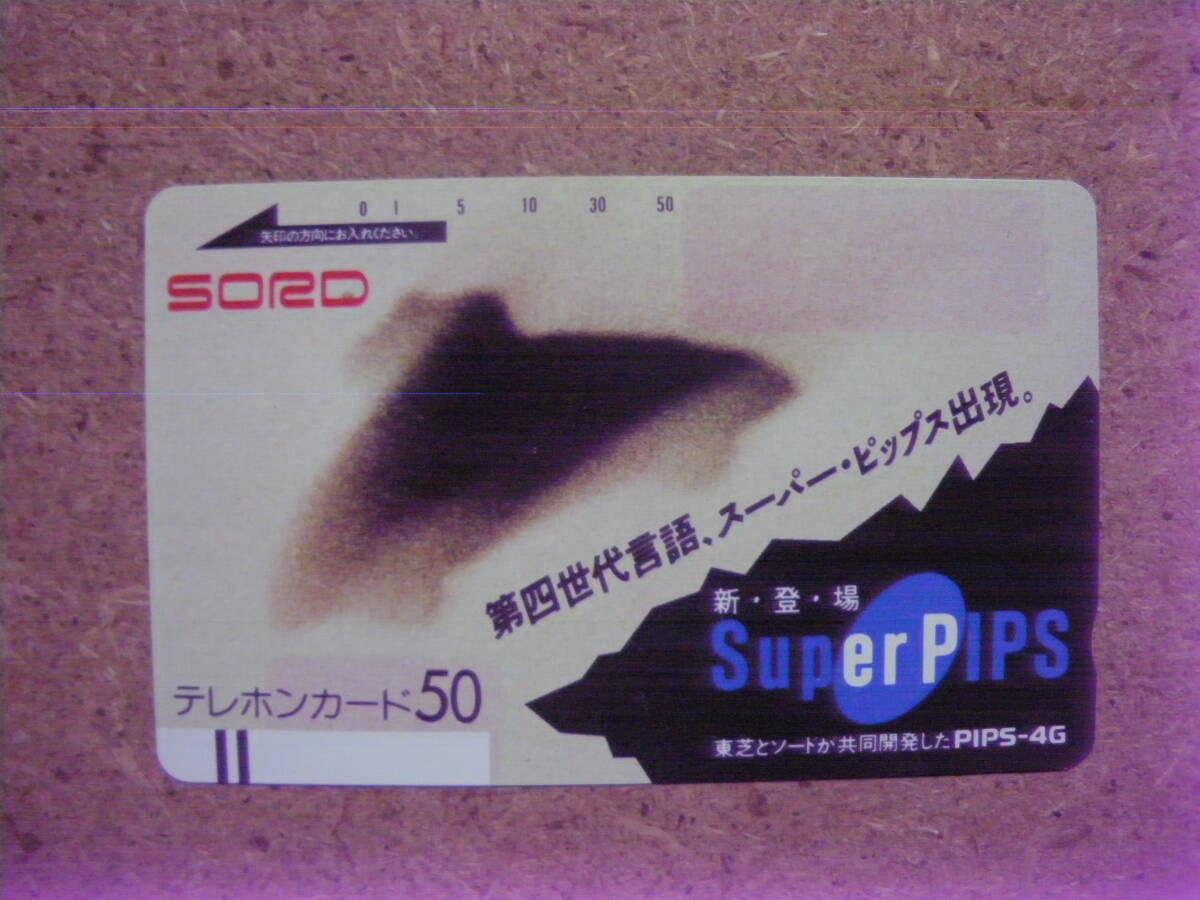 0 1 5 10 30 50
矢印の方向にお入れください。
SORD
第四世代言語、スーパー・ピップス出現。
新・登・場
Super PIPS
テレホンカード50
東芝とソードが共同開発したPIPS-4G